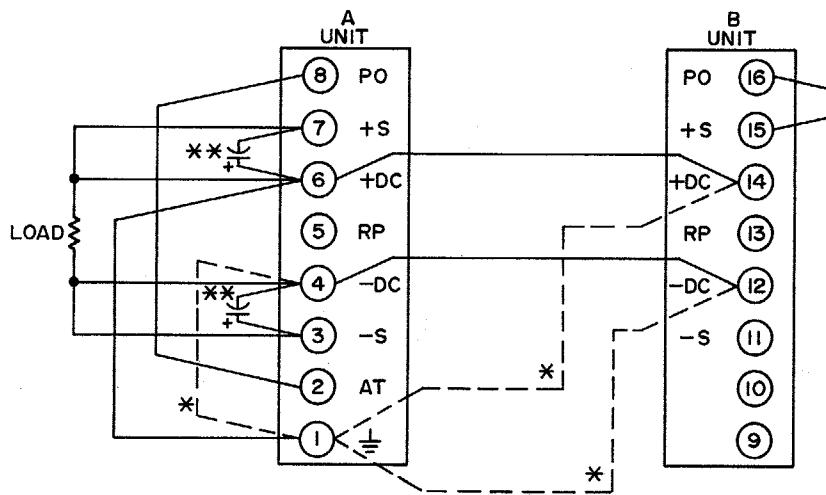 A
UNIT
B
UNIT
8 PO
7 +S
**
+
6 +DC
5 RP
LOAD
4 -DC
**
+
3 -S
2 AT
*
1
PO 16
+S 15
+DC 14
RP 13
-DC 12
-S 11
10
9
*
*